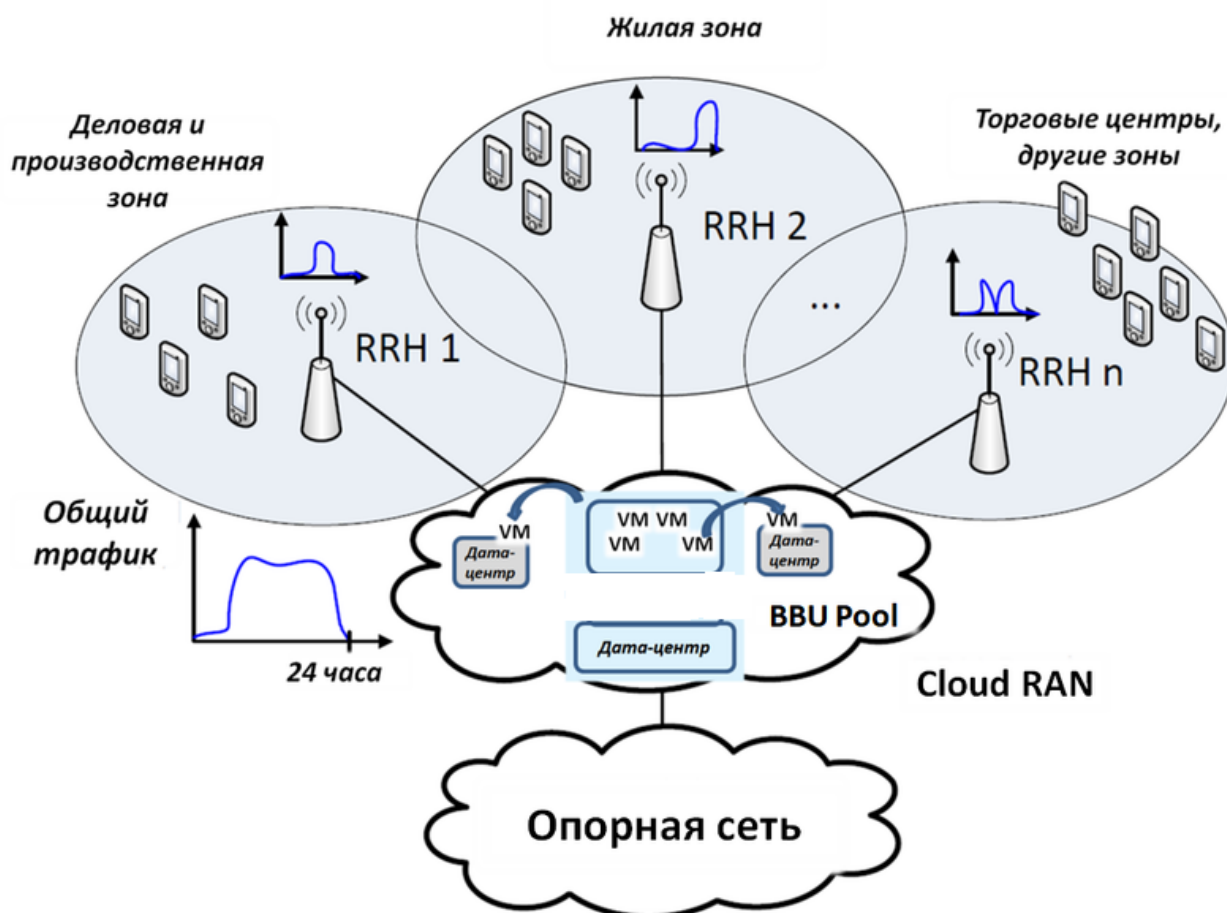 Жилая зона
Деловая и
производственная
зона
Торговые центры,
другие зоны
RRH 1
RRH 2
...
RRH n
Общий
трафик
24 часа
VM
Дата-
центр
VM VM
VM
VM
VM
Дата-
центр
BBU Pool
Дата-центр
Cloud RAN
Опорная сеть